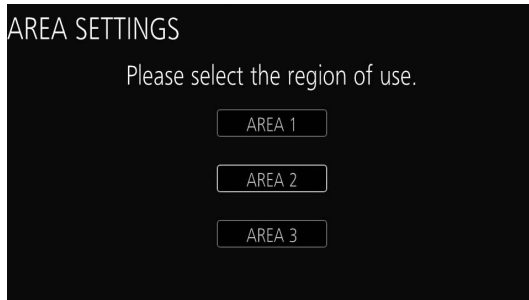 AREA SETTINGS
Please select the region of use.
AREA 1
AREA 2
AREA 3